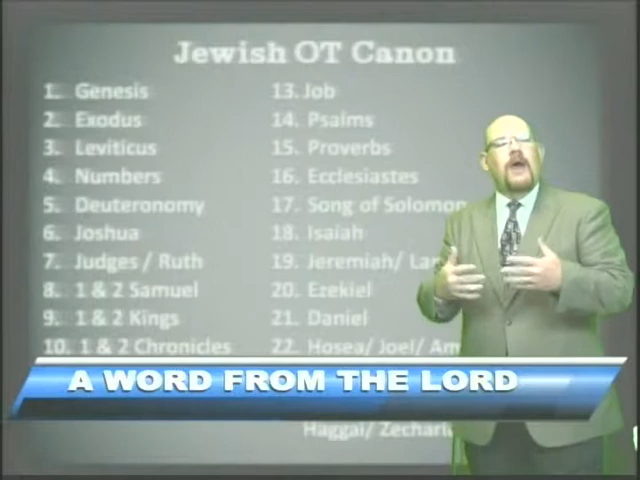 Jewish OT Canon
1. Genesis
2. Exodus
3. Leviticus
4. Numbers
5. Deuteronomy
6. Joshua
7. Judges / Ruth
8. 1 & 2 Samuel
9. 1 & 2 Kings
10. 1 & 2 Chronicles
13. Job
14. Psalms
15. Proverbs
16. Ecclesiastes
17. Song of Solomon
18. Isaiah
19. Jeremiah/ La
20. Ezekiel
21. Daniel
22. Hosea/ Joel/ Am
Haggai/ Zecharia
A WORD FROM THE LORD